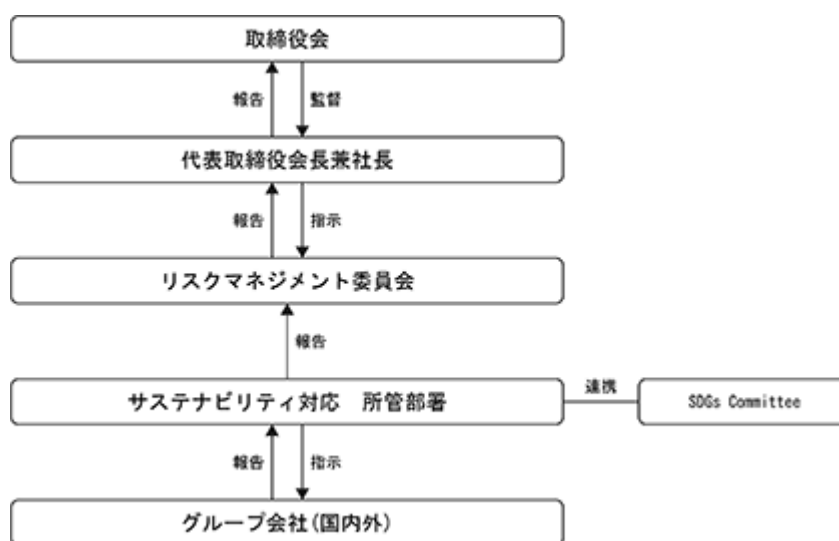 取締役会
報告 監督
代表取締役会長兼社長
報告 指示
リスクマネジメント委員会
報告
サステナビリティ対応 所管部署
連携
SDGs Committee
報告 指示
グループ会社(国内外)